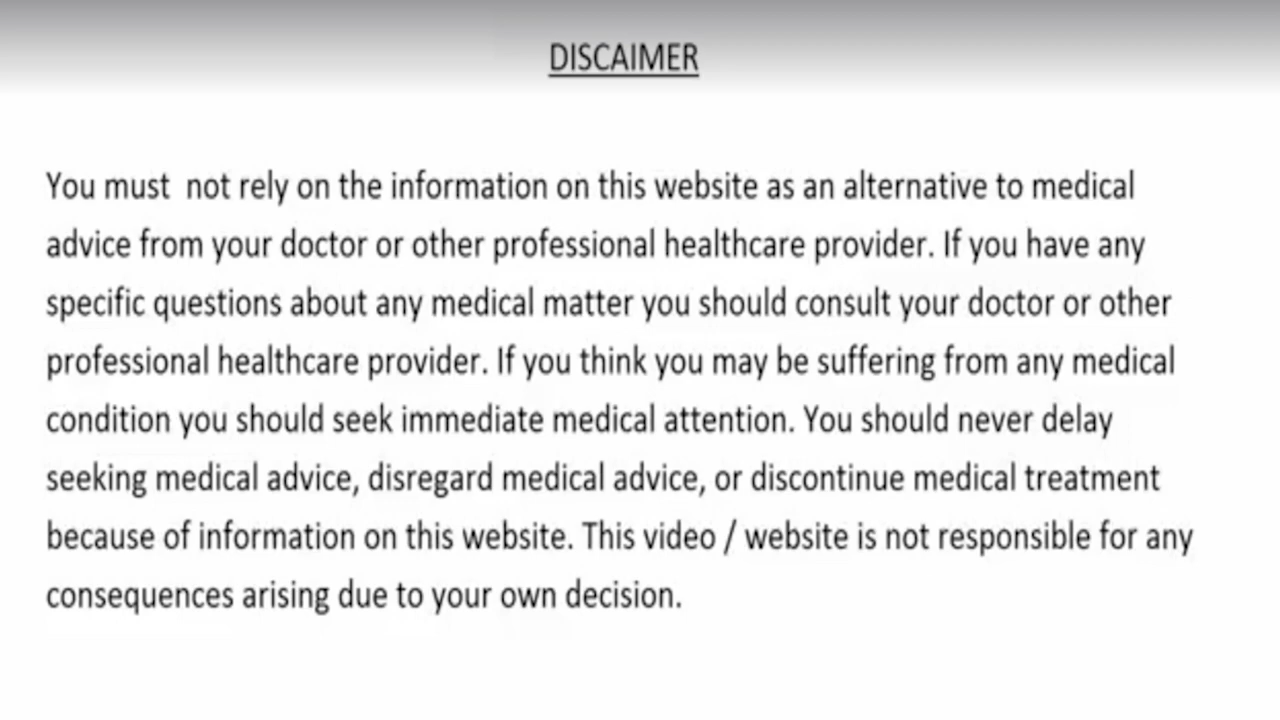 DISCAIMER
You must  not rely on the information on this website as an alternative to medical
advice from your doctor or other professional healthcare provider. If you have any
specific questions about any medical matter you should consult your doctor or other
professional healthcare provider. If you think you may be suffering from any medical
condition you should seek immediate medical attention. You should never delay
seeking medical advice, disregard medical advice, or discontinue medical treatment
because of information on this website. This video / website is not responsible for any
consequences arising due to your own decision.